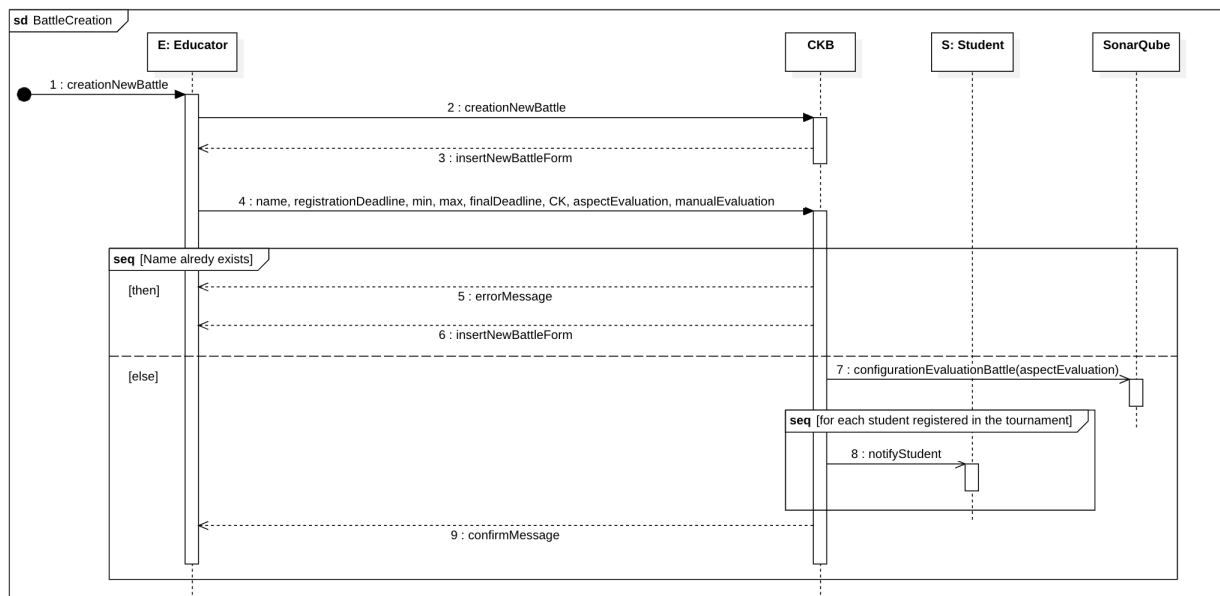 sd BattleCreation
E: Educator
CKB
S: Student
SonarQube
1 : creationNewBattle
2 : creationNewBattle
3 : insertNewBattleForm
4 : name, registrationDeadline, min, max, finalDeadline, CK, aspectEvaluation, manualEvaluation
seq [Name alredy exists]
[then]
5 : errorMessage
6 : insertNewBattleForm
[else]
7 : configurationEvaluationBattle(aspectEvaluation)
seq [for each student registered in the tournament]
8 : notifyStudent
9 : confirmMessage